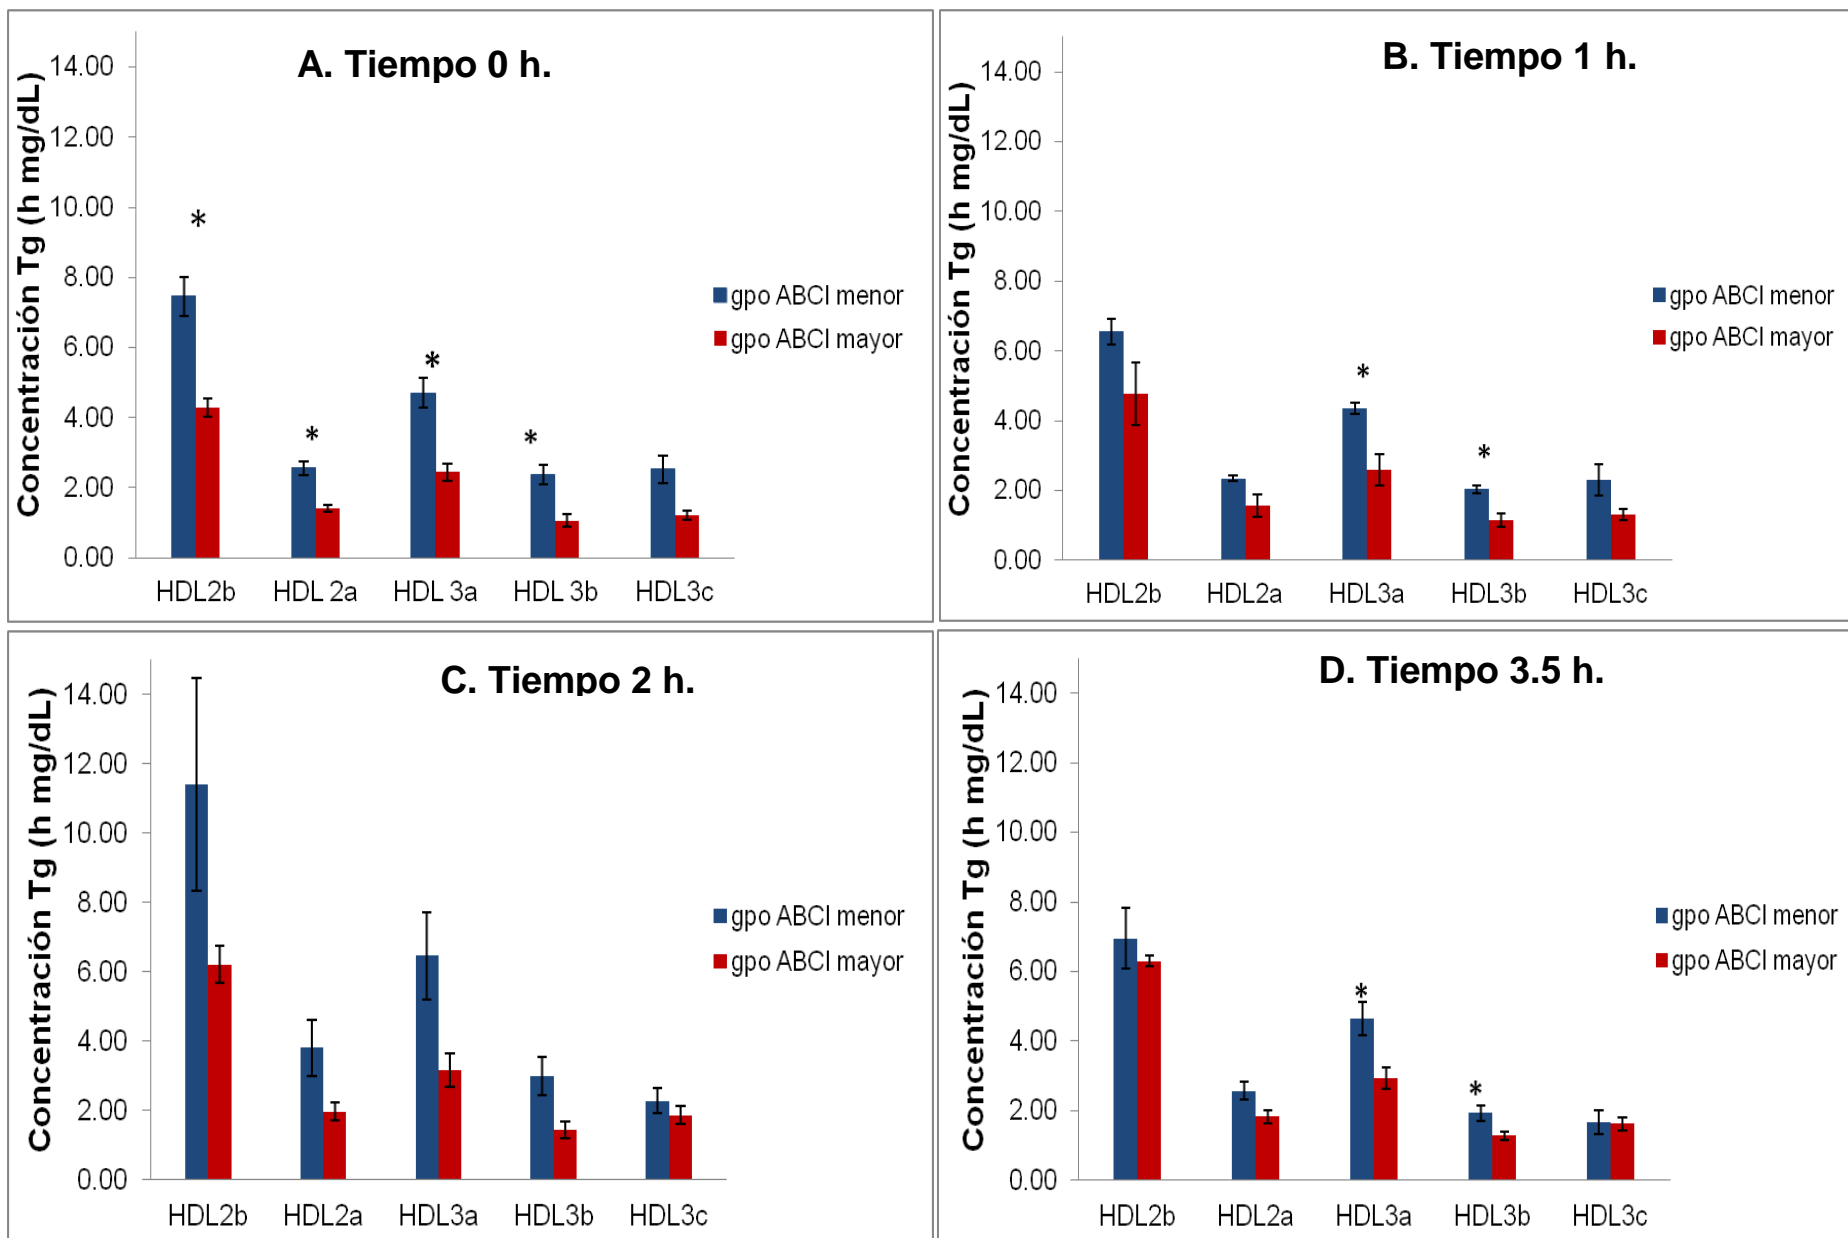 A. Tiempo 0 h.
Concentración Tg (h mg/dL)
14.00
12.00
10.00
8.00
6.00
4.00
2.00
0.00
*
*
*
*
HDL2b HDL 2a HDL 3a HDL 3b HDL3c
gpo ABCI menor
gpo ABCI mayor
B. Tiempo 1 h.
Concentración Tg (h mg/dL)
14.00
12.00
10.00
8.00
6.00
4.00
2.00
0.00
*
*
HDL2b HDL2a HDL3a HDL3b HDL3c
gpo ABCI menor
gpo ABCI mayor
C. Tiempo 2 h.
Concentración Tg (h mg/dL)
14.00
12.00
10.00
8.00
6.00
4.00
2.00
0.00
HDL2b HDL2a HDL3a HDL3b HDL3c
gpo ABCI menor
gpo ABCI mayor
D. Tiempo 3.5 h.
Concentración Tg (h mg/dL)
14.00
12.00
10.00
8.00
6.00
4.00
2.00
0.00
*
*
HDL2b HDL2a HDL3a HDL3b HDL3c
gpo ABCI menor
gpo ABCI mayor